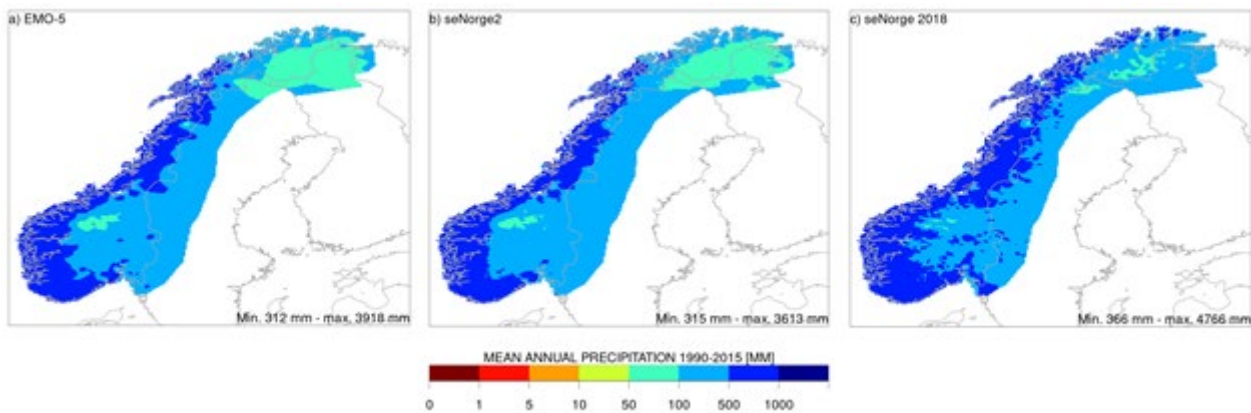 a) EMO-5
b) seNorge2
c) seNorge 2018
Min. 312 mm - max, 3918 mm
Min. 315 mm - max, 3613 mm
Min. 366 mm - max, 4766 mm
MEAN ANNUAL PRECIPITATION 1990-2015 [MM]
0 1 5 10 50 100 500 1000